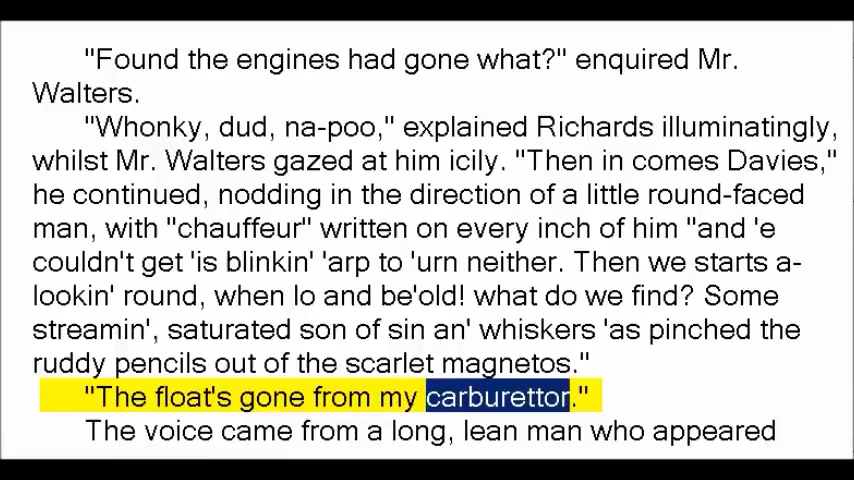 "Found the engines had gone what?" enquired Mr.
Walters.
"Whonky, dud, na-poo," explained Richards illuminatingly,
whilst Mr. Walters gazed at him icily. "Then in comes Davies,"
he continued, nodding in the direction of a little round-faced
man, with "chauffeur" written on every inch of him "and 'e
couldn't get 'is blinkin' 'arp to 'urn neither. Then we starts a-
lookin' round, when lo and be'old! what do we find? Some
streamin', saturated son of sin an' whiskers 'as pinched the
ruddy pencils out of the scarlet magnetos."
"The float's gone from my carburettor."
The voice came from a long, lean man who appeared